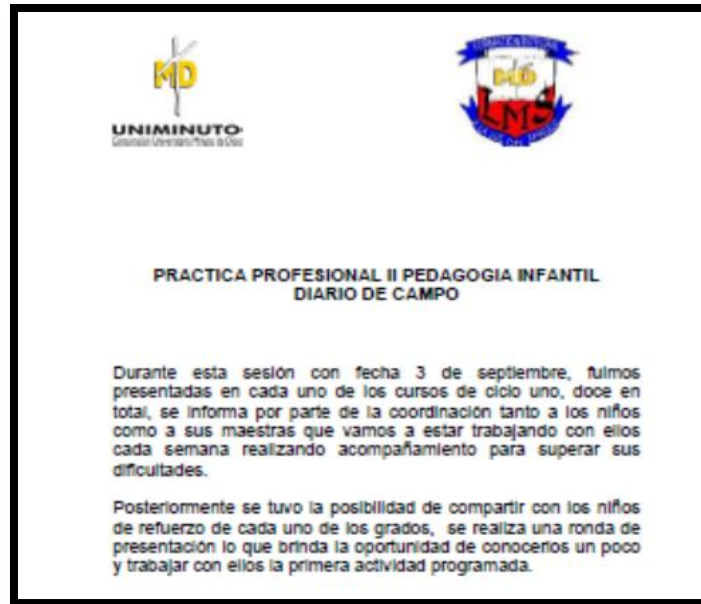 MD
UNIMINUTO
MD
LMS
PRACTICA PROFESIONAL II PEDAGOGIA INFANTIL
DIARIO DE CAMPO
Durante esta sesión con fecha 3 de septiembre, fuimos
presentadas en cada uno de los cursos de ciclo uno, doce en
total, se informa por parte de la coordinación tanto a los niños
como a sus maestras que vamos a estar trabajando con ellos
cada semana realizando acompañamiento para superar sus
dificultades.
Posteriormente se tuvo la posibilidad de compartir con los niños
de refuerzo de cada uno de los grados, se realiza una ronda de
presentación lo que brinda la oportunidad de conocerlos un poco
y trabajar con ellos la primera actividad programada.